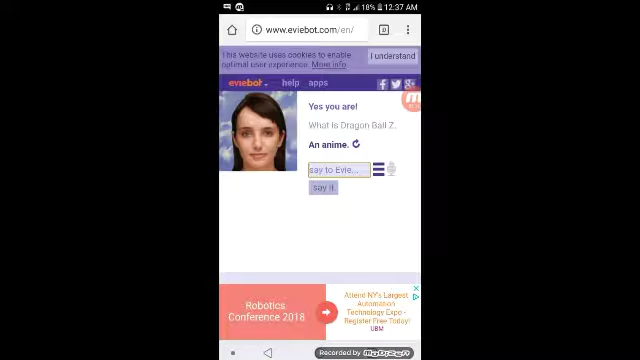 18% 12:37 AM
www.eviebot.com/en/
This website uses cookies to enable
optimal user experience. More info
I understand
eviebot help apps
Yes you are!
What Is Dragon Ball Z.
An anime.
say to Evie...
say it.
Robotics
Conference 2018
Attend NY's Largest
Automation
Technology Expo -
Register Free Today!
UBM
Recorded by MOBIZEN